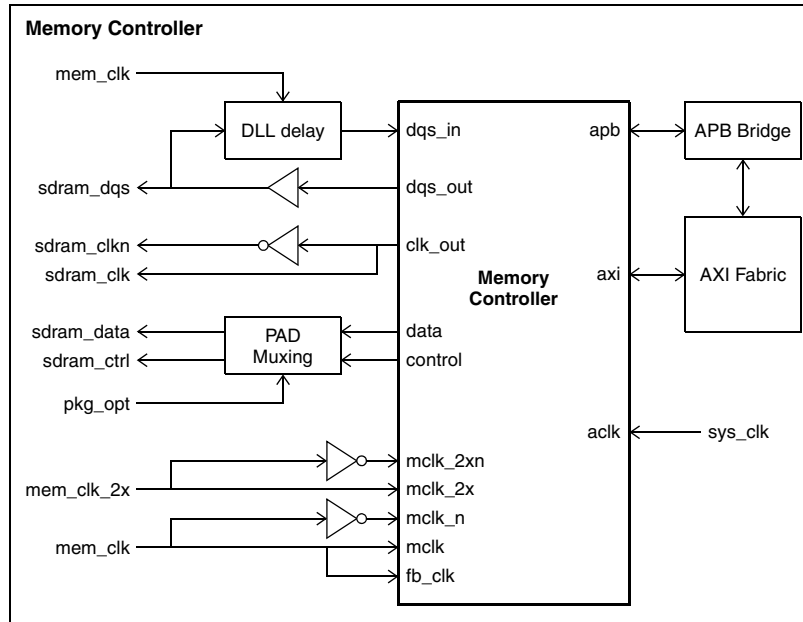 Memory Controller
mem_clk
DLL delay
dqs_in
apb
APB Bridge
sdram_dqs
dqs_out
sdram_clkn
clk_out
sdram_clk
Memory
Controller
axi
AXI Fabric
sdram_data
PAD
Muxing
data
sdram_ctrl
control
pkg_opt
aclk
sys_clk
mclk_2xn
mem_clk_2x
mclk_2x
mclk_n
mem_clk
mclk
fb_clk